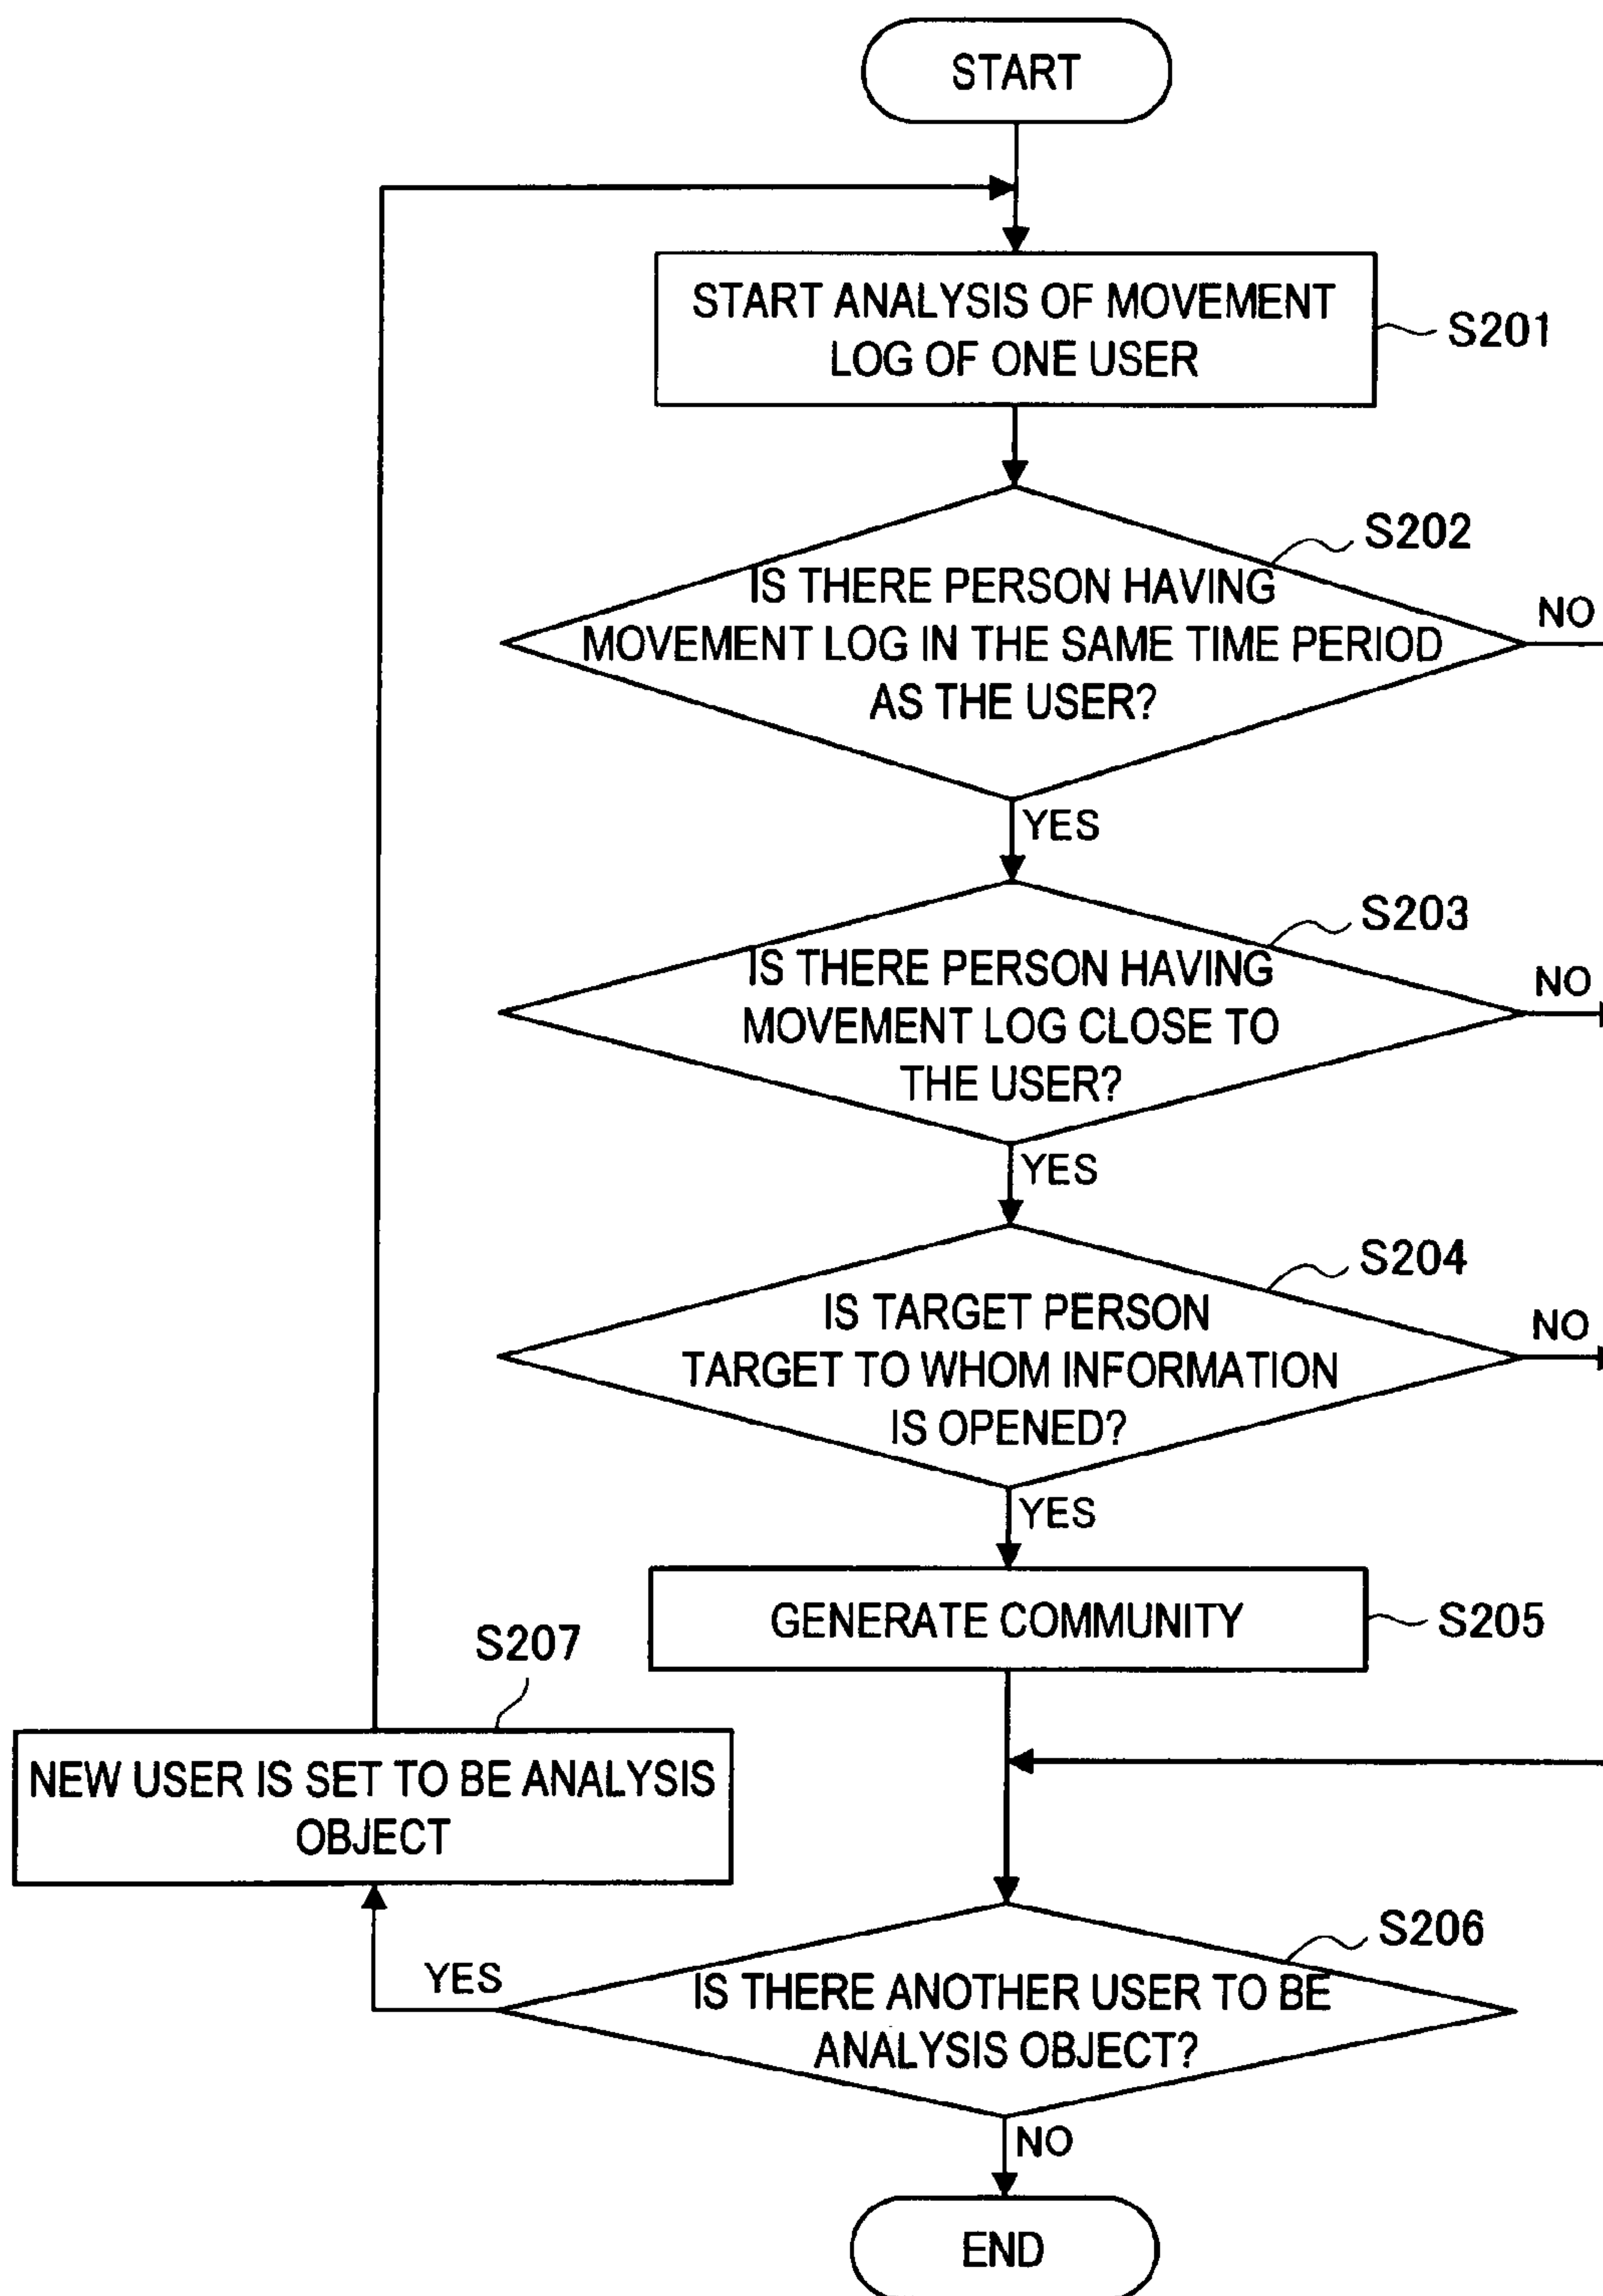 START
START ANALYSIS OF MOVEMENT
LOG OF ONE USER
S201
S202
IS THERE PERSON HAVING
MOVEMENT LOG IN THE SAME TIME PERIOD
AS THE USER?
NO
YES
S203
IS THERE PERSON HAVING
MOVEMENT LOG CLOSE TO
THE USER?
NO
YES
S204
IS TARGET PERSON
TARGET TO WHOM INFORMATION
IS OPENED?
NO
YES
GENERATE COMMUNITY
S205
S207
NEW USER IS SET TO BE ANALYSIS
OBJECT
S206
YES
IS THERE ANOTHER USER TO BE
ANALYSIS OBJECT?
NO
END